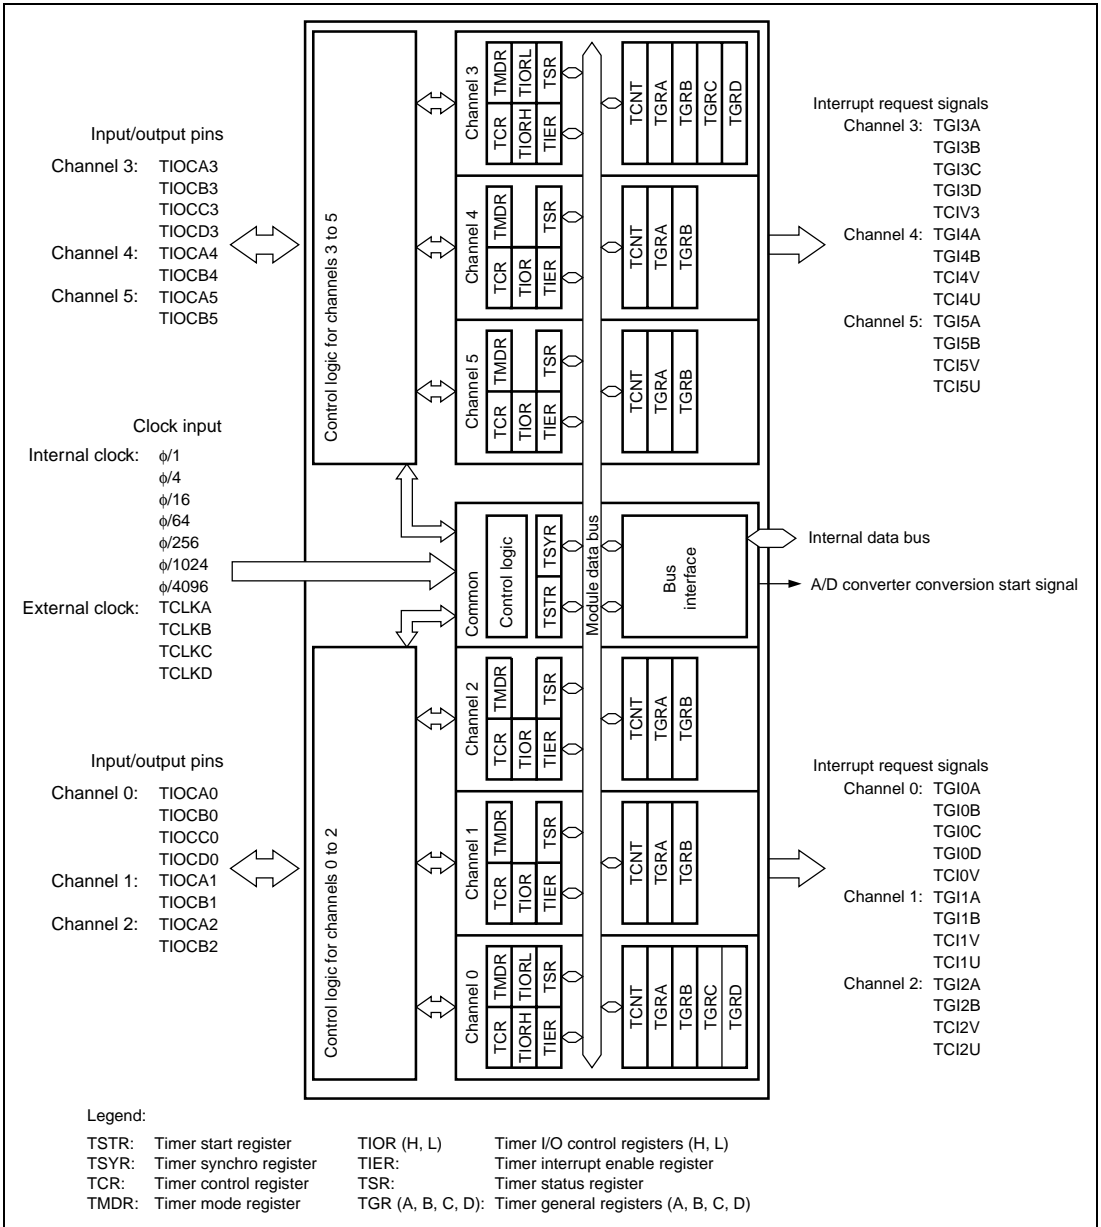 Input/output pins
Channel 3: TIOCA3
TIOCB3
TIOCC3
TIOCD3
Channel 4: TIOCA4
TIOCB4
Channel 5: TIOCA5
TIOCB5
Clock input
Internal clock: ϕ/1
ϕ/4
ϕ/16
ϕ/64
ϕ/256
ϕ/1024
ϕ/4096
External clock: TCLKA
TCLKB
TCLKC
TCLKD
Input/output pins
Channel 0: TIOCA0
TIOCB0
TIOCC0
TIOCD0
Channel 1: TIOCA1
TIOCB1
Channel 2: TIOCA2
TIOCB2
Control logic for channels 3 to 5
Control logic for channels 0 to 2
Channel 3
TCR TMDR
TIORH TIORL
TIER TSR
TCNT
TGRA
TGRB
TGRC
TGRD
Channel 4
TCR TMDR
TIOR
TIER TSR
TCNT
TGRA
TGRB
Channel 5
TCR TMDR
TIOR
TIER TSR
TCNT
TGRA
TGRB
Common
Control logic
TSTR TSYR
Module data bus
Bus
interface
Channel 2
TCR TMDR
TIOR
TIER TSR
TCNT
TGRA
TGRB
Channel 1
TCR TMDR
TIOR
TIER TSR
TCNT
TGRA
TGRB
Channel 0
TCR TMDR
TIORH TIORL
TIER TSR
TCNT
TGRA
TGRB
TGRC
TGRD
Interrupt request signals
Channel 3: TGI3A
TGI3B
TGI3C
TGI3D
TCIV3
Channel 4: TGI4A
TGI4B
TCI4V
TCI4U
Channel 5: TGI5A
TGI5B
TCI5V
TCI5U
Internal data bus
A/D converter conversion start signal
Interrupt request signals
Channel 0: TGI0A
TGI0B
TGI0C
TGI0D
TCI0V
Channel 1: TGI1A
TGI1B
TCI1V
TCI1U
Channel 2: TGI2A
TGI2B
TCI2V
TCI2U
Legend:
TSTR: Timer start register TIOR (H, L) Timer I/O control registers (H, L)
TSYR: Timer synchro register TIER: Timer interrupt enable register
TCR: Timer control register TSR: Timer status register
TMDR: Timer mode register TGR (A, B, C, D): Timer general registers (A, B, C, D)